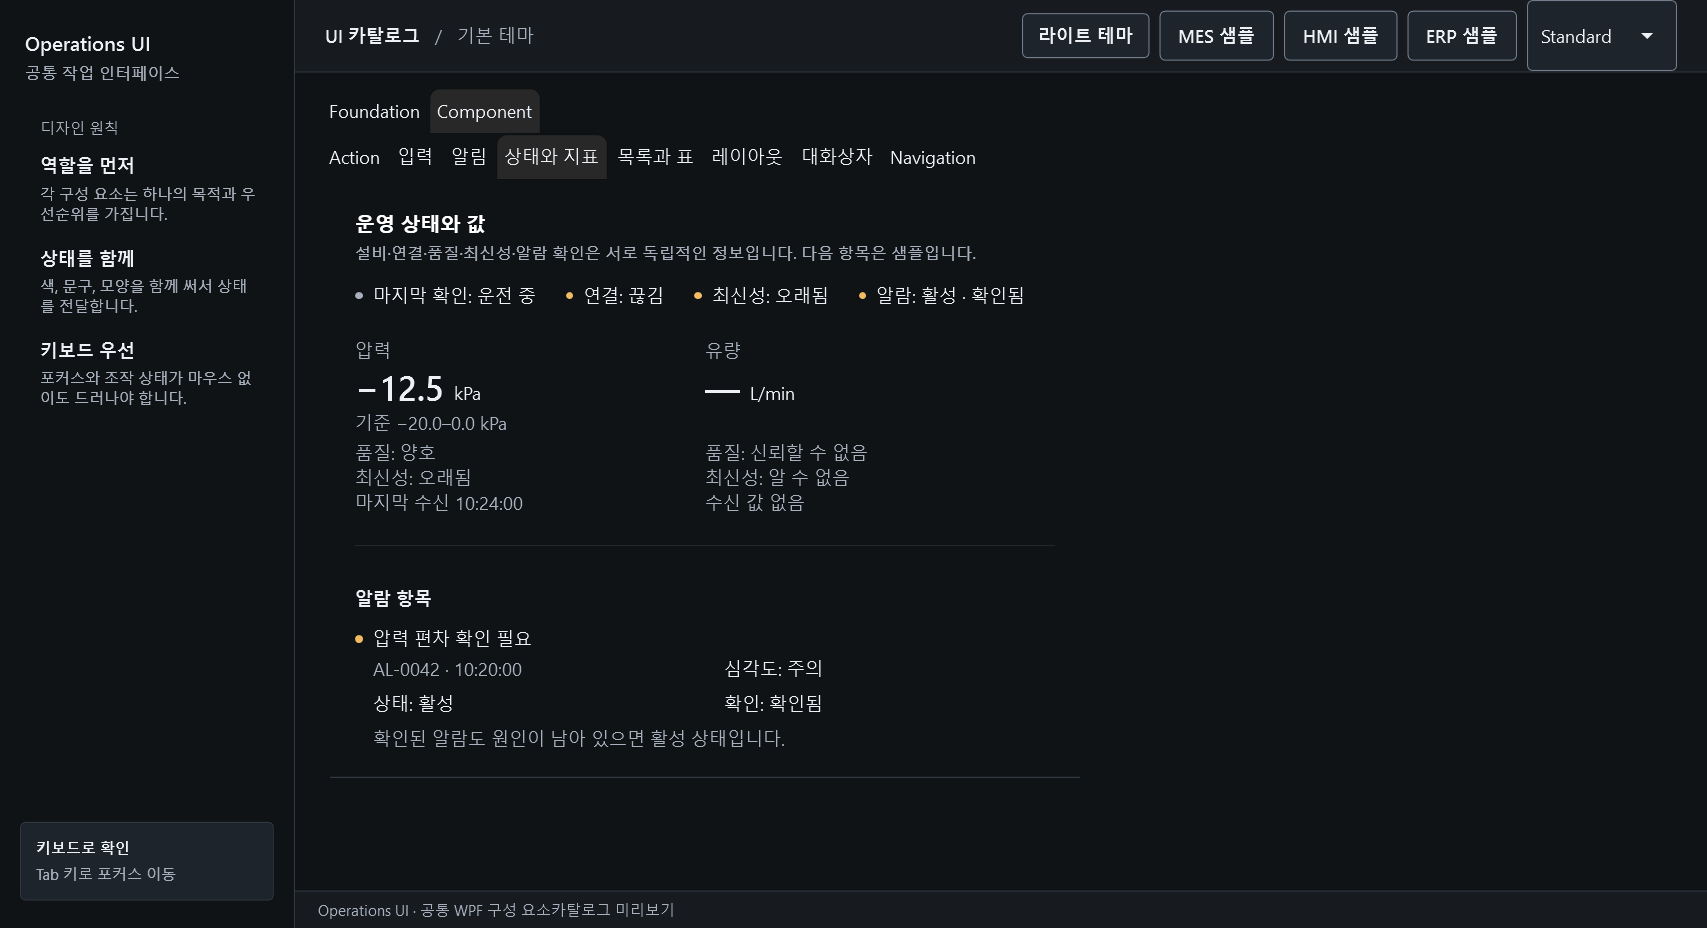 Operations UI
공통 작업 인터페이스
디자인 원칙
역할을 먼저
각 구성 요소는 하나의 목적과 우
선순위를 가집니다.
상태를 함께
색, 문구, 모양을 함께 써서 상태
를 전달합니다.
키보드 우선
포커스와 조작 상태가 마우스 없
이도 드러나야 합니다.
키보드로 확인
Tab 키로 포커스 이동
UI 카탈로그 / 기본 테마
라이트 테마 MES 샘플 HMI 샘플 ERP 샘플 Standard
Foundation Component
Action 입력 알림 상태와 지표 목록과 표 레이아웃 대화상자 Navigation
운영 상태와 값
설비·연결·품질·최신성·알람 확인은 서로 독립적인 정보입니다. 다음 항목은 샘플입니다.
마지막 확인: 운전 중 연결: 끊김 최신성: 오래됨 알람: 활성 · 확인됨
압력
−12.5 kPa
기준 −20.0–0.0 kPa
품질: 양호
최신성: 오래됨
마지막 수신 10:24:00
유량
— L/min
품질: 신뢰할 수 없음
최신성: 알 수 없음
수신 값 없음
알람 항목
압력 편차 확인 필요
AL-0042 · 10:20:00 심각도: 주의
상태: 활성 확인: 확인됨
확인된 알람도 원인이 남아 있으면 활성 상태입니다.
Operations UI · 공통 WPF 구성 요소카탈로그 미리보기